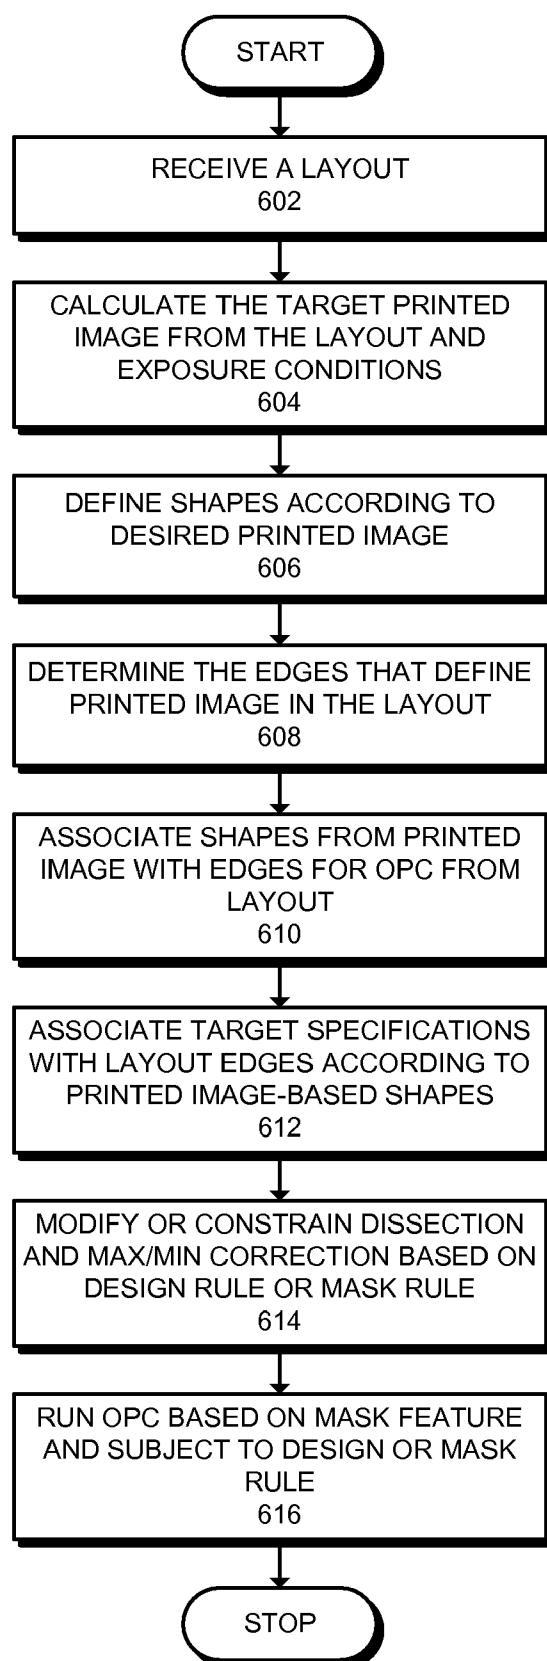 START
RECEIVE A LAYOUT
602
CALCULATE THE TARGET PRINTED
IMAGE FROM THE LAYOUT AND
EXPOSURE CONDITIONS
604
DEFINE SHAPES ACCORDING TO
DESIRED PRINTED IMAGE
606
DETERMINE THE EDGES THAT DEFINE
PRINTED IMAGE IN THE LAYOUT
608
ASSOCIATE SHAPES FROM PRINTED
IMAGE WITH EDGES FOR OPC FROM
LAYOUT
610
ASSOCIATE TARGET SPECIFICATIONS
WITH LAYOUT EDGES ACCORDING TO
PRINTED IMAGE-BASED SHAPES
612
MODIFY OR CONSTRAIN DISSECTION
AND MAX/MIN CORRECTION BASED ON
DESIGN RULE OR MASK RULE
614
RUN OPC BASED ON MASK FEATURE
AND SUBJECT TO DESIGN OR MASK
RULE
616
STOP